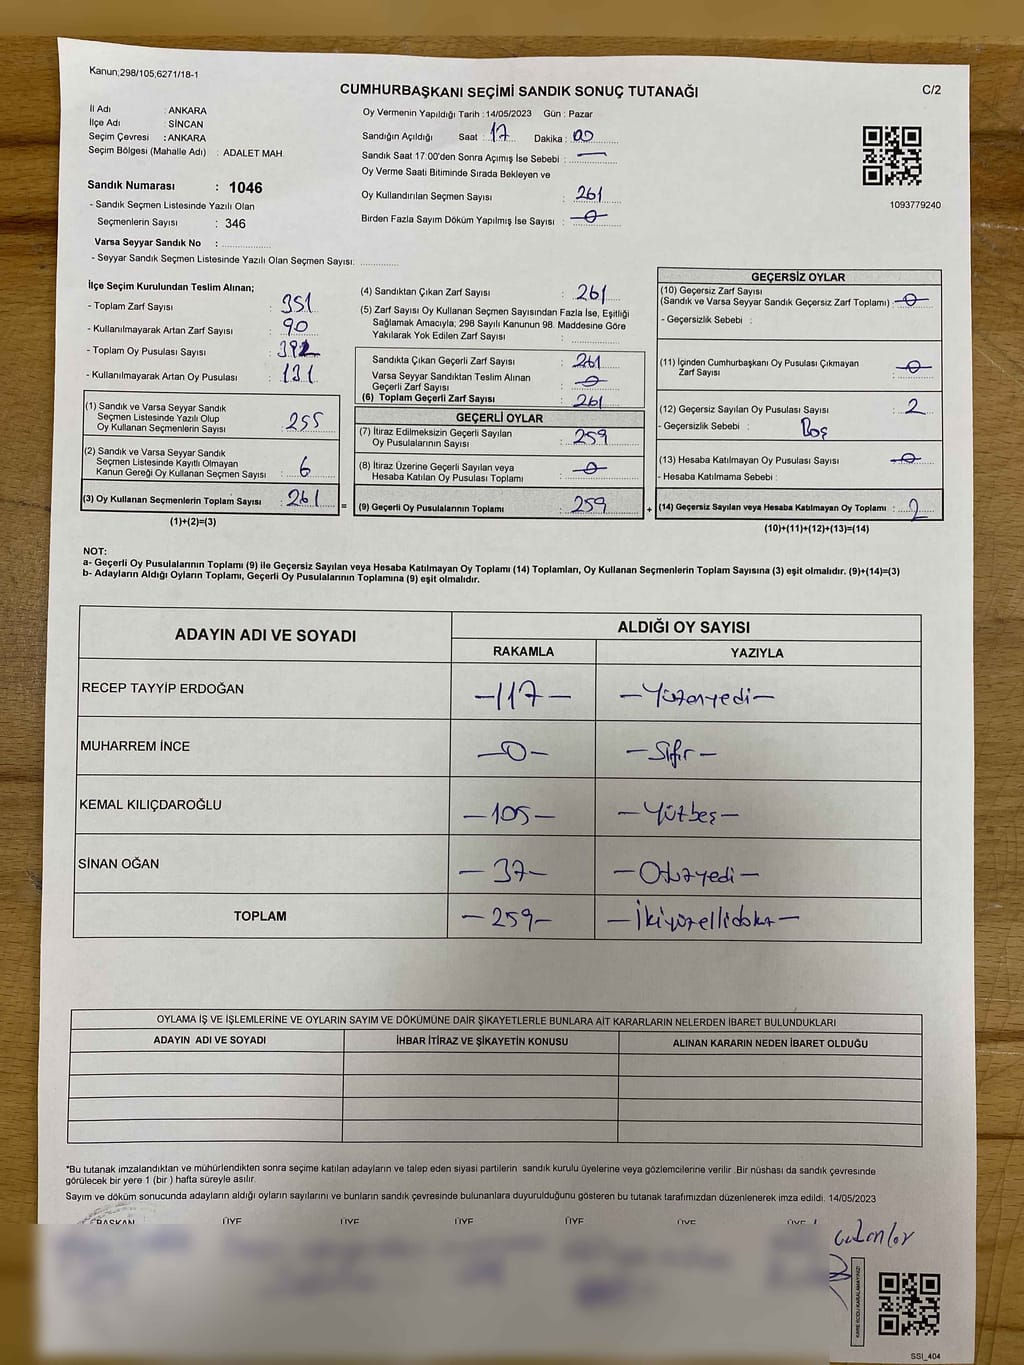 Kanun;298/105,6271/18-1
CUMHURBAŞKANI SEÇİMİ SANDIK SONUÇ TUTANAĞI
C/2
İl Adı : ANKARA
İlçe Adı : SİNCAN
Seçim Çevresi : ANKARA
Seçim Bölgesi (Mahalle Adı) : ADALET MAH.
Sandık Numarası : 1046
- Sandık Seçmen Listesinde Yazılı Olan
Seçmenlerin Sayısı : 346
Varsa Seyyar Sandık No :
- Seyyar Sandık Seçmen Listesinde Yazılı Olan Seçmen Sayısı:
Oy Vermenin Yapıldığı Tarih :14/05/2023 Gün : Pazar
Sandığın Açıldığı Saat : 17 Dakika : 00
Sandık Saat 17:00'den Sonra Açımış İse Sebebi : —
Oy Verme Saati Bitiminde Sırada Bekleyen ve
Oy Kullandırılan Seçmen Sayısı : 261
Birden Fazla Sayım Döküm Yapılmış İse Sayısı : 0
1093779240
İlçe Seçim Kurulundan Teslim Alınan;
- Toplam Zarf Sayısı : 351
- Kullanılmayarak Artan Zarf Sayısı : 90
- Toplam Oy Pusulası Sayısı : 392
- Kullanılmayarak Artan Oy Pusulası : 131
(1) Sandık ve Varsa Seyyar Sandık
Seçmen Listesinde Yazılı Olup
Oy Kullanan Seçmenlerin Sayısı : 255
(2) Sandık ve Varsa Seyyar Sandık
Seçmen Listesinde Kayıtlı Olmayan
Kanun Gereği Oy Kullanan Seçmen Sayısı : 6
(3) Oy Kullanan Seçmenlerin Toplam Sayısı : 261 =
(1)+(2)=(3)
(4) Sandıktan Çıkan Zarf Sayısı : 261
(5) Zarf Sayısı Oy Kullanan Seçmen Sayısından Fazla İse, Eşitliği
Sağlamak Amacıyla; 298 Sayılı Kanunun 98. Maddesine Göre
Yakılarak Yok Edilen Zarf Sayısı :
Sandıkta Çıkan Geçerli Zarf Sayısı : 261
Varsa Seyyar Sandıktan Teslim Alınan
Geçerli Zarf Sayısı : 0
(6) Toplam Geçerli Zarf Sayısı : 261
GEÇERLİ OYLAR
(7) İtiraz Edilmeksizin Geçerli Sayılan
Oy Pusulalarının Sayısı : 259
(8) İtiraz Üzerine Geçerli Sayılan veya
Hesaba Katılan Oy Pusulası Toplamı : 0
(9) Geçerli Oy Pusulalarının Toplamı : 259 +
GEÇERSİZ OYLAR
(10) Geçersiz Zarf Sayısı
(Sandık ve Varsa Seyyar Sandık Geçersiz Zarf Toplamı) : 0
- Geçersizlik Sebebi :
(11) İçinden Cumhurbaşkanı Oy Pusulası Çıkmayan
Zarf Sayısı : 0
(12) Geçersiz Sayılan Oy Pusulası Sayısı : 2
- Geçersizlik Sebebi : Boş
(13) Hesaba Katılmayan Oy Pusulası Sayısı : 0
- Hesaba Katılmama Sebebi :
(14) Geçersiz Sayılan veya Hesaba Katılmayan Oy Toplamı : 2
(10)+(11)+(12)+(13)=(14)
NOT:
a- Geçerli Oy Pusulalarının Toplamı (9) ile Geçersiz Sayılan veya Hesaba Katılmayan Oy Toplamı (14) Toplamları, Oy Kullanan Seçmenlerin Toplam Sayısına (3) eşit olmalıdır. (9)+(14)=(3)
b- Adayların Aldığı Oyların Toplamı, Geçerli Oy Pusulalarının Toplamına (9) eşit olmalıdır.
ADAYIN ADI VE SOYADI
ALDIĞI OY SAYISI
RAKAMLA YAZIYLA
RECEP TAYYİP ERDOĞAN —117— —Yüzonyedi—
MUHARREM İNCE —0— —Sıfır—
KEMAL KILIÇDAROĞLU —105— —Yüzbeş—
SİNAN OĞAN —37— —Otuzyedi—
TOPLAM —259— —İkiyüzellidokuz—
OYLAMA İŞ VE İŞLEMLERİNE VE OYLARIN SAYIM VE DÖKÜMÜNE DAİR ŞİKAYETLERLE BUNLARA AİT KARARLARIN NELERDEN İBARET BULUNDUKLARI
ADAYIN ADI VE SOYADI İHBAR İTİRAZ VE ŞİKAYETİN KONUSU ALINAN KARARIN NEDEN İBARET OLDUĞU
*Bu tutanak imzalandıktan ve mühürlendikten sonra seçime katılan adayların ve talep eden siyasi partilerin sandık kurulu üyelerine veya gözlemcilerine verilir .Bir nüshası da sandık çevresinde
görülecek bir yere 1 (bir ) hafta süreyle asılır.
Sayım ve döküm sonucunda adayların aldığı oyların sayılarını ve bunların sandık çevresinde bulunanlara duyurulduğunu gösteren bu tutanak tarafımızdan düzenlenerek imza edildi. 14/05/2023
BAŞKAN ÜYE ÜYE ÜYE ÜYE ÜYE ÜYE
KARE KODU KARALAMAYINIZ!
SSI_404